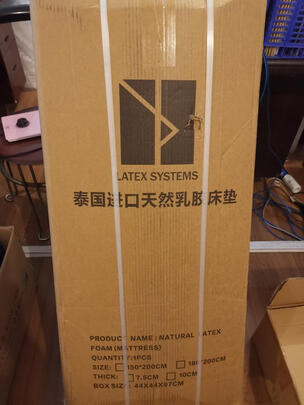 LATEX SYSTEMS
泰国进口天然乳胶床垫
PRODUCT NAME: NATURAL LATEX
FOAM (MATTRESS)
QUANTITY:1PCS
SIZE: 150*200CM 180*200CM
THICK: 7.5CM 10CM
BOX SIZE: 44X44X97CM